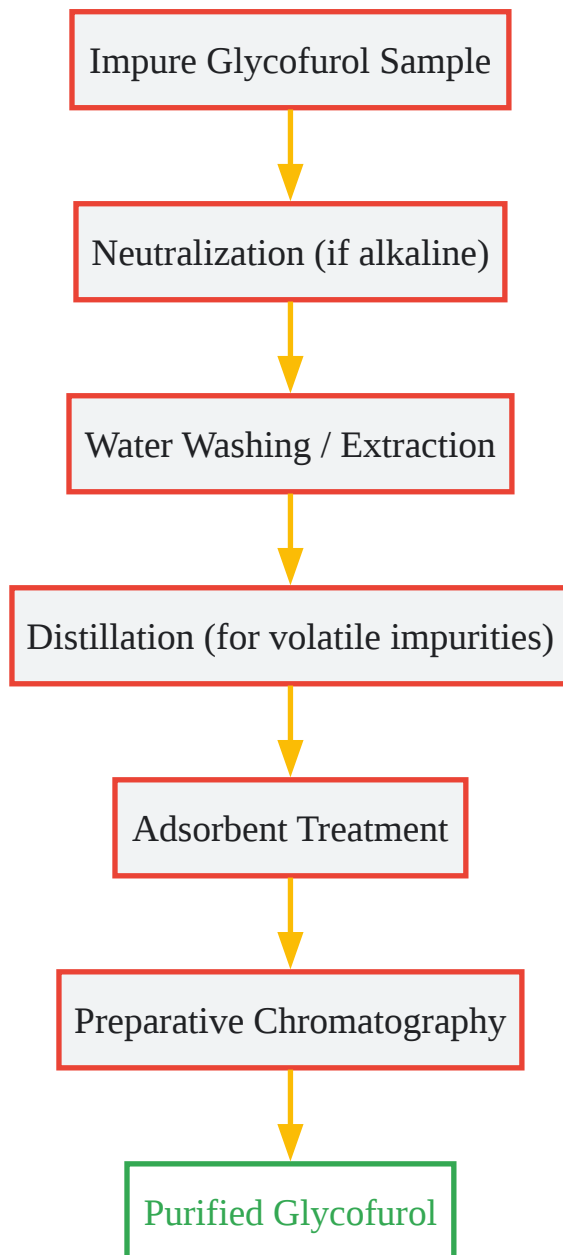 Impure Glycofurol Sample
Neutralization (if alkaline)
Water Washing / Extraction
Distillation (for volatile impurities)
Adsorbent Treatment
Preparative Chromatography
Purified Glycofurol